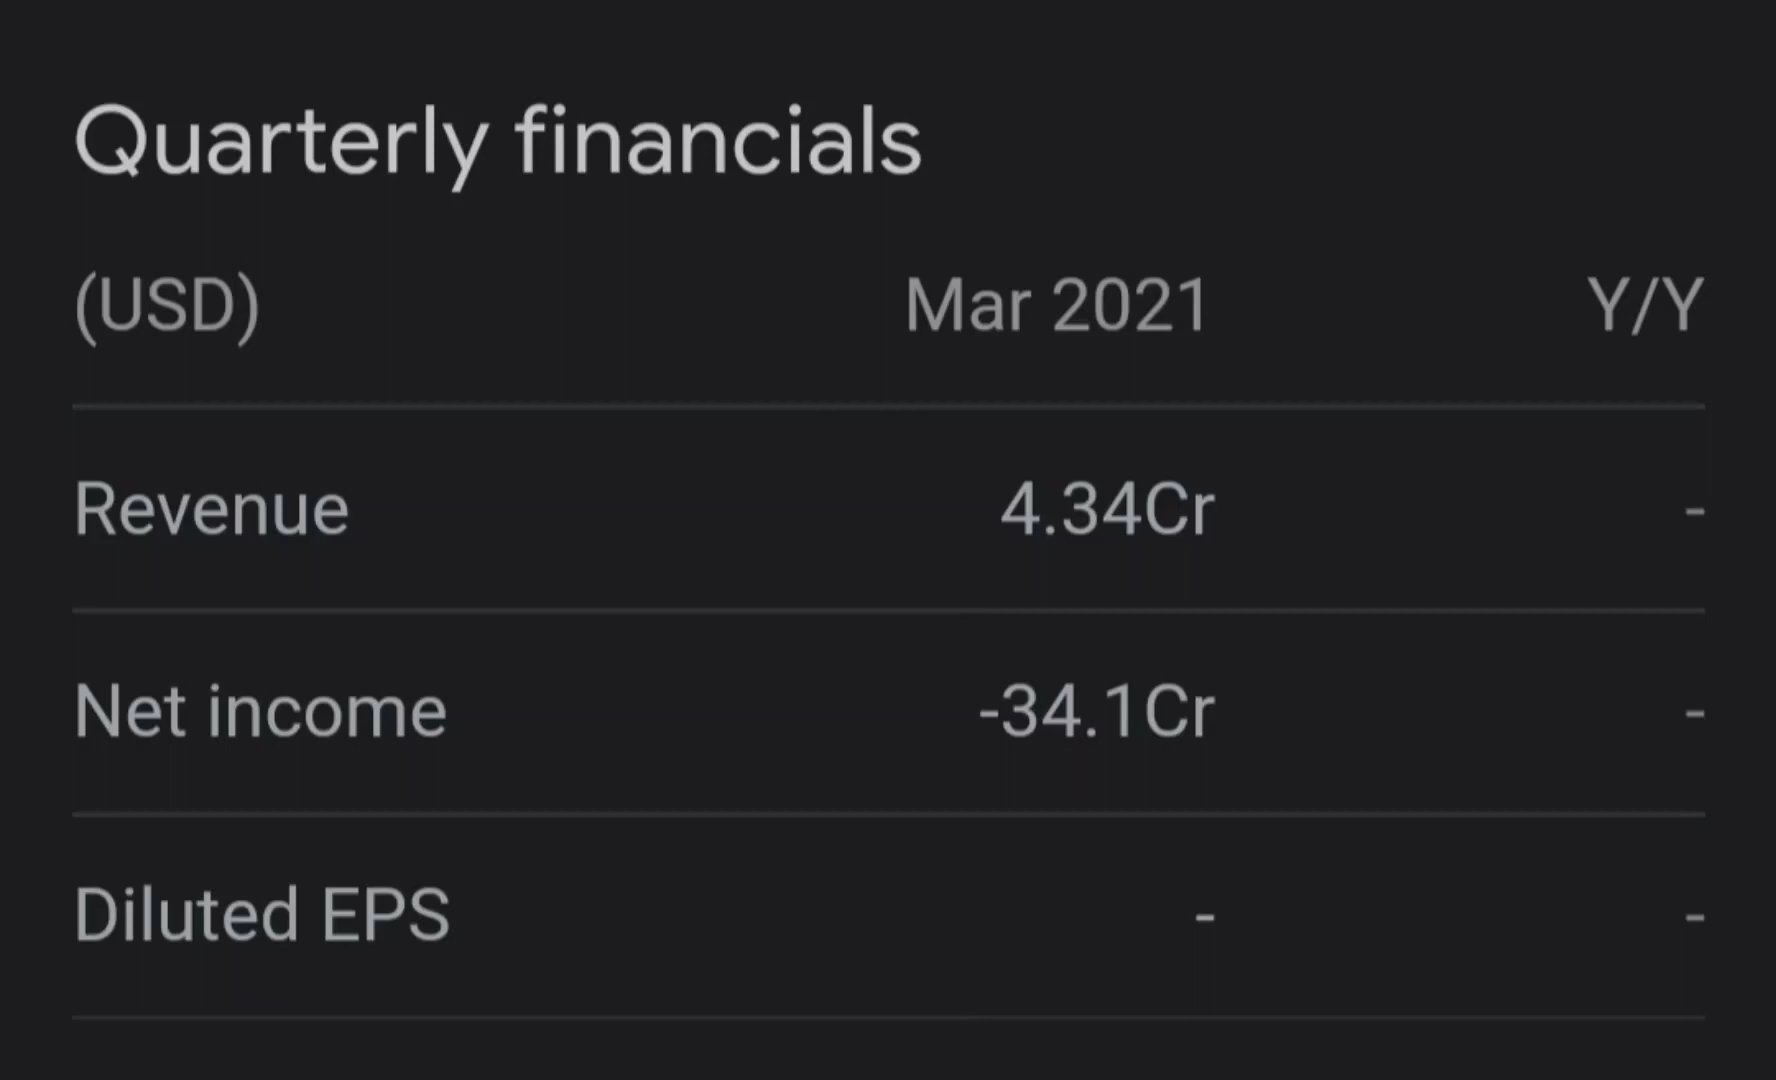 Quarterly financials
(USD) Mar 2021 Y/Y
Revenue 4.34Cr -
Net income -34.1Cr -
Diluted EPS - -